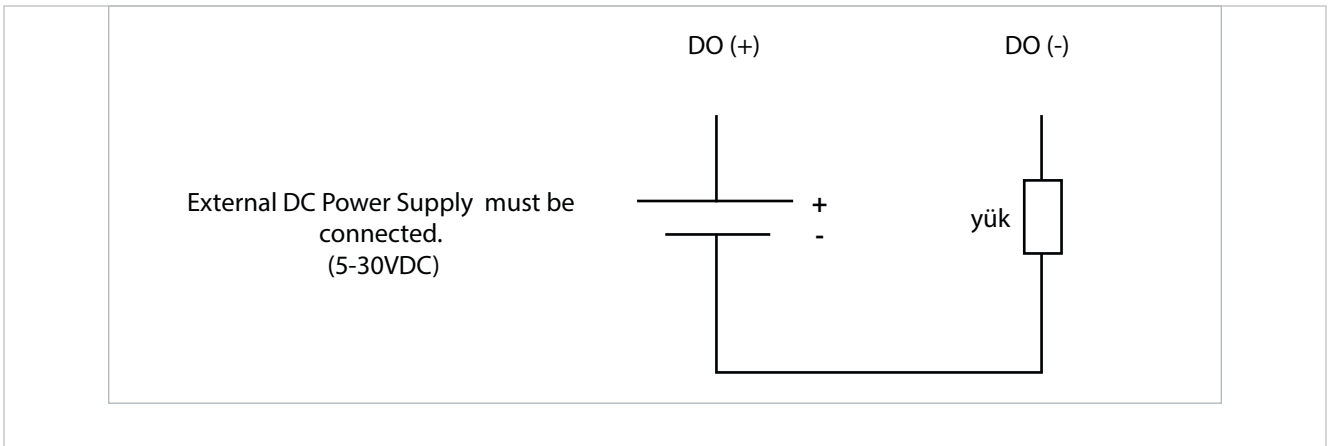 DO (+)
DO (-)
External DC Power Supply must be
connected.
(5-30VDC)
+
-
yük